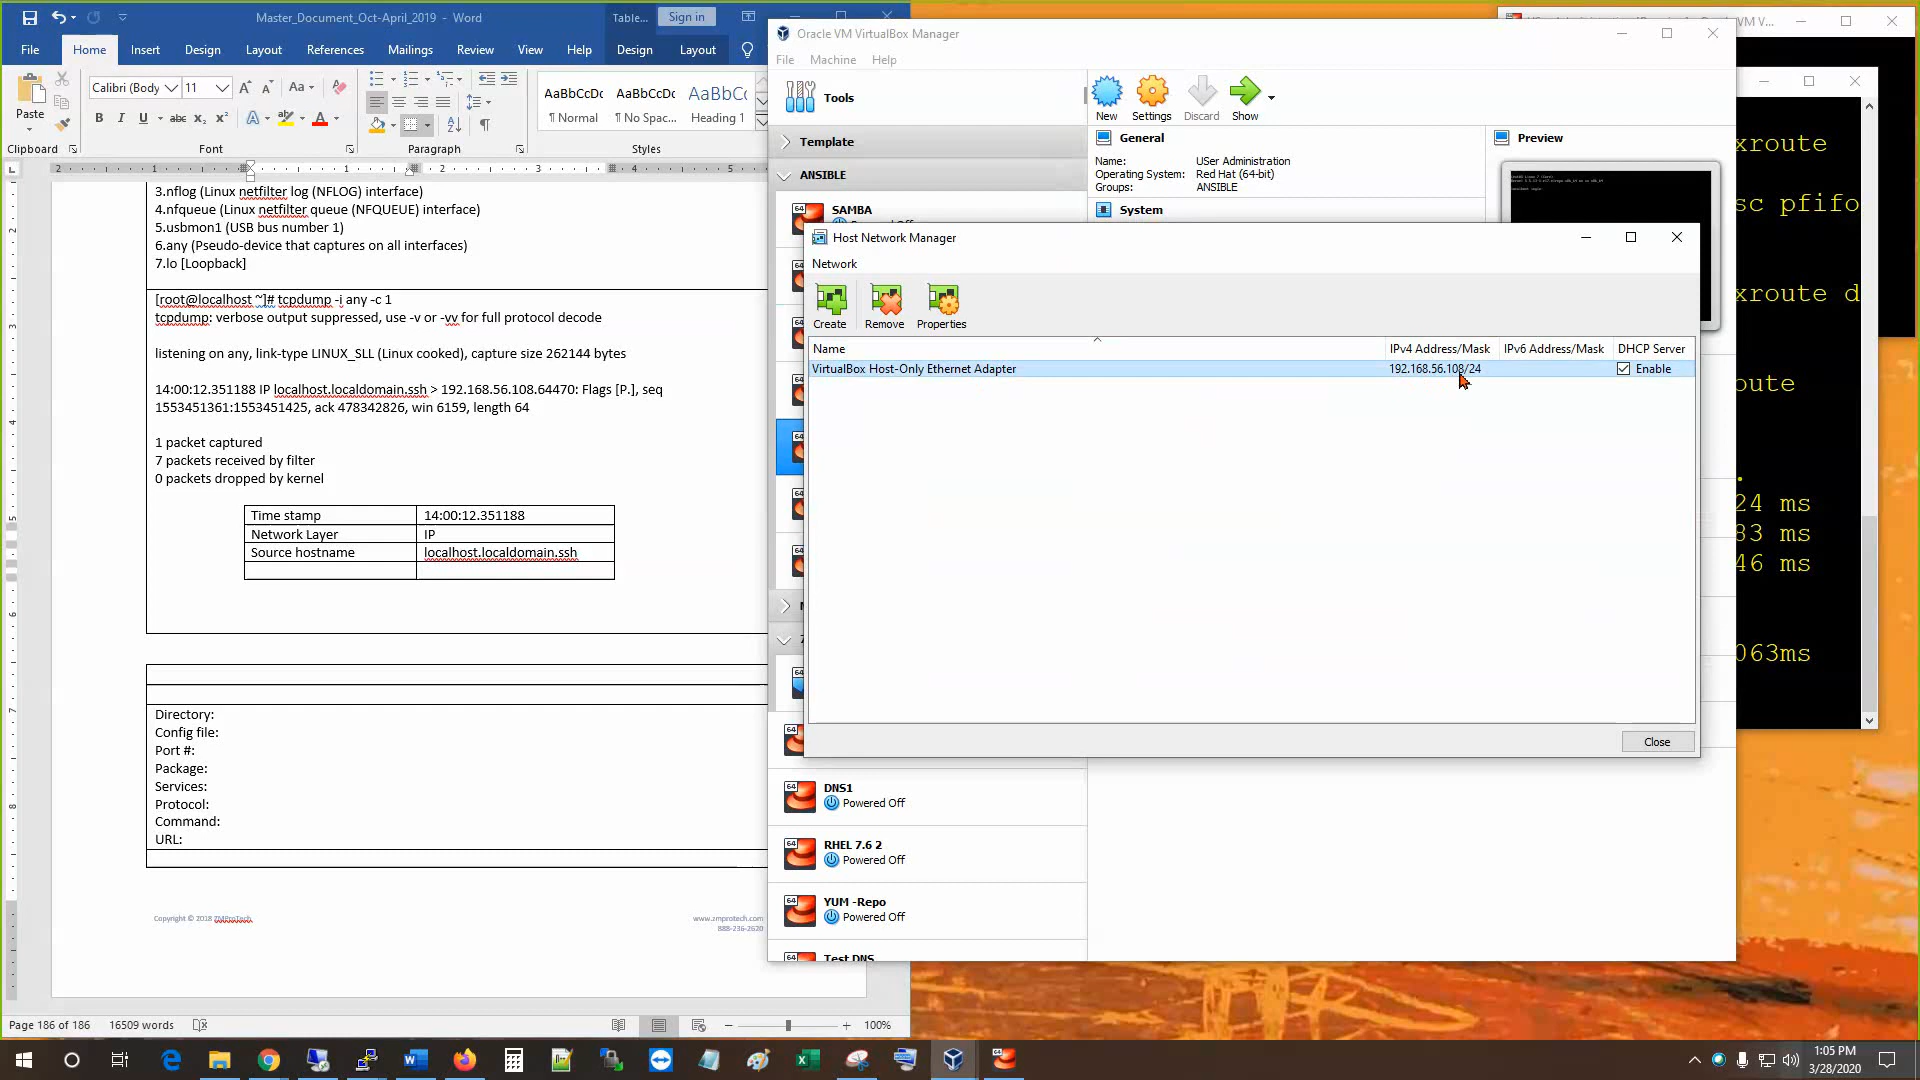 Master_Document_Oct-April_2019 - Word
Table...
Sign in
File
Home
Insert
Design
Layout
References
Mailings
Review
View
Help
Design
Layout
Paste
Clipboard
Calibri (Body
11
Font
Paragraph
AaBbCcDc
¶ Normal
AaBbCcDc
¶ No Spac...
AaBbCc
Heading 1
Styles
3.nflog (Linux netfilter log (NFLOG) interface)
4.nfqueue (Linux netfilter queue (NFQUEUE) interface)
5.usbmon1 (USB bus number 1)
6.any (Pseudo-device that captures on all interfaces)
7.lo [Loopback]
[root@localhost ~]# tcpdump -i any -c 1
tcpdump: verbose output suppressed, use -v or -vv for full protocol decode
listening on any, link-type LINUX_SLL (Linux cooked), capture size 262144 bytes
14:00:12.351188 IP localhost.localdomain.ssh > 192.168.56.108.64470: Flags [P.], seq
1553451361:1553451425, ack 478342826, win 6159, length 64
1 packet captured
7 packets received by filter
0 packets dropped by kernel
Time stamp 14:00:12.351188
Network Layer IP
Source hostname localhost.localdomain.ssh
Directory:
Config file:
Port #:
Package:
Services:
Protocol:
Command:
URL:
Copyright © 2018 ZMProTech.
www.zmprotech.com
888-236-2620
Page 186 of 186
16509 words
100%
Oracle VM VirtualBox Manager
File
Machine
Help
Tools
Template
ANSIBLE
SAMBA
New
Settings
Discard
Show
General
Name: USer Administration
Operating System: Red Hat (64-bit)
Groups: ANSIBLE
System
Preview
Host Network Manager
Network
Create
Remove
Properties
Name
IPv4 Address/Mask
IPv6 Address/Mask
DHCP Server
VirtualBox Host-Only Ethernet Adapter
192.168.56.108/24
Enable
Close
DNS1
Powered Off
RHEL 7.6 2
Powered Off
YUM -Repo
Powered Off
Test DNS
xroute
sc pfifo
xroute d
oute
.
24 ms
83 ms
46 ms
063ms
1:05 PM
3/28/2020